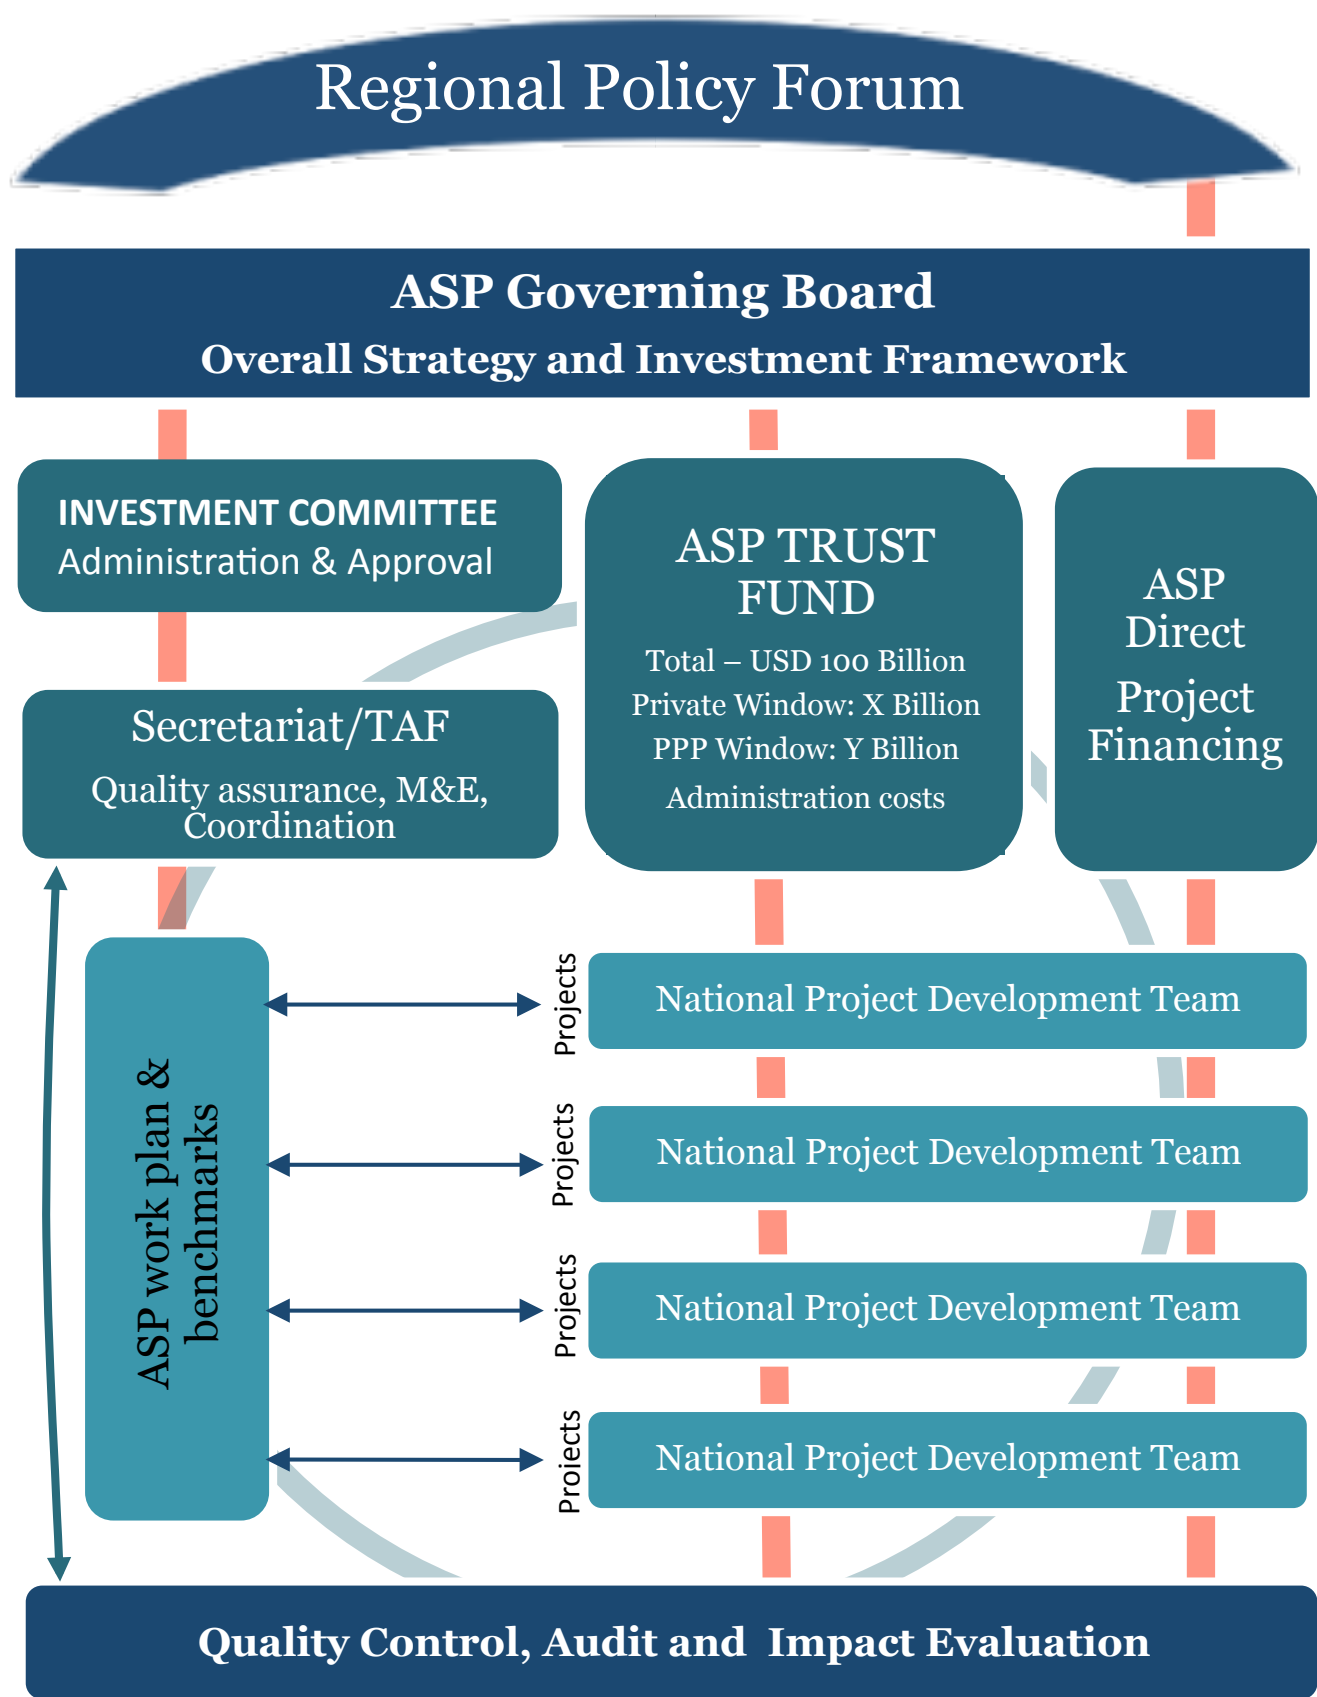 Regional Policy Forum
ASP Governing Board
Overall Strategy and Investment Framework
INVESTMENT COMMITTEE
Administration & Approval
Secretariat/TAF
Quality assurance, M&E,
Coordination
ASP TRUST
FUND
Total – USD 100 Billion
Private Window: X Billion
PPP Window: Y Billion
Administration costs
ASP
Direct
Project
Financing
ASP work plan &
benchmarks
Projects
National Project Development Team
Projects
National Project Development Team
Projects
National Project Development Team
Projects
National Project Development Team
Quality Control, Audit and  Impact Evaluation